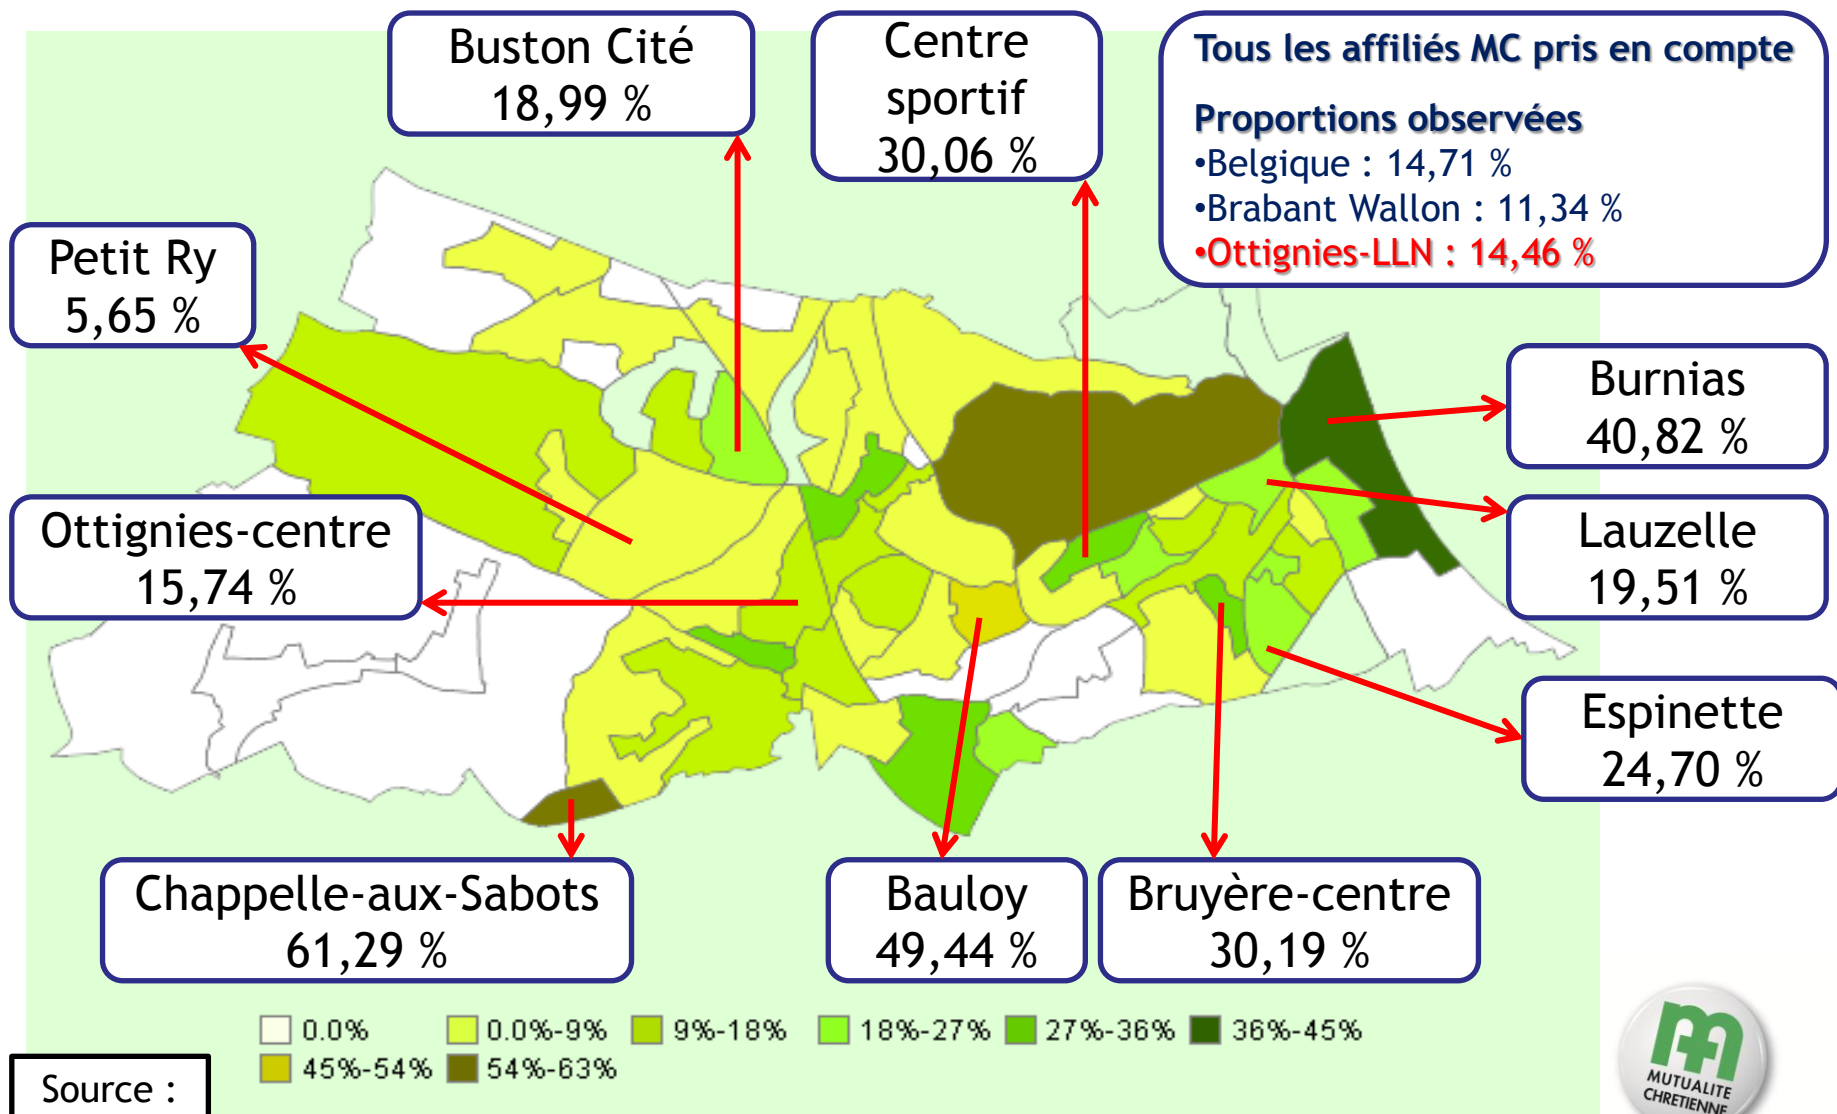 Buston Cité
18,99 %
Centre
sportif
30,06 %
Tous les affiliés MC pris en compte
Proportions observées
•Belgique : 14,71 %
•Brabant Wallon : 11,34 %
•Ottignies-LLN : 14,46 %
Petit Ry
5,65 %
Burnias
40,82 %
Ottignies-centre
15,74 %
Lauzelle
19,51 %
Espinette
24,70 %
Chappelle-aux-Sabots
61,29 %
Bauloy
49,44 %
Bruyère-centre
30,19 %
0.0% 0.0%-9% 9%-18% 18%-27% 27%-36% 36%-45%
45%-54% 54%-63%
Source :
MUTUALITE
CHRETIENNE